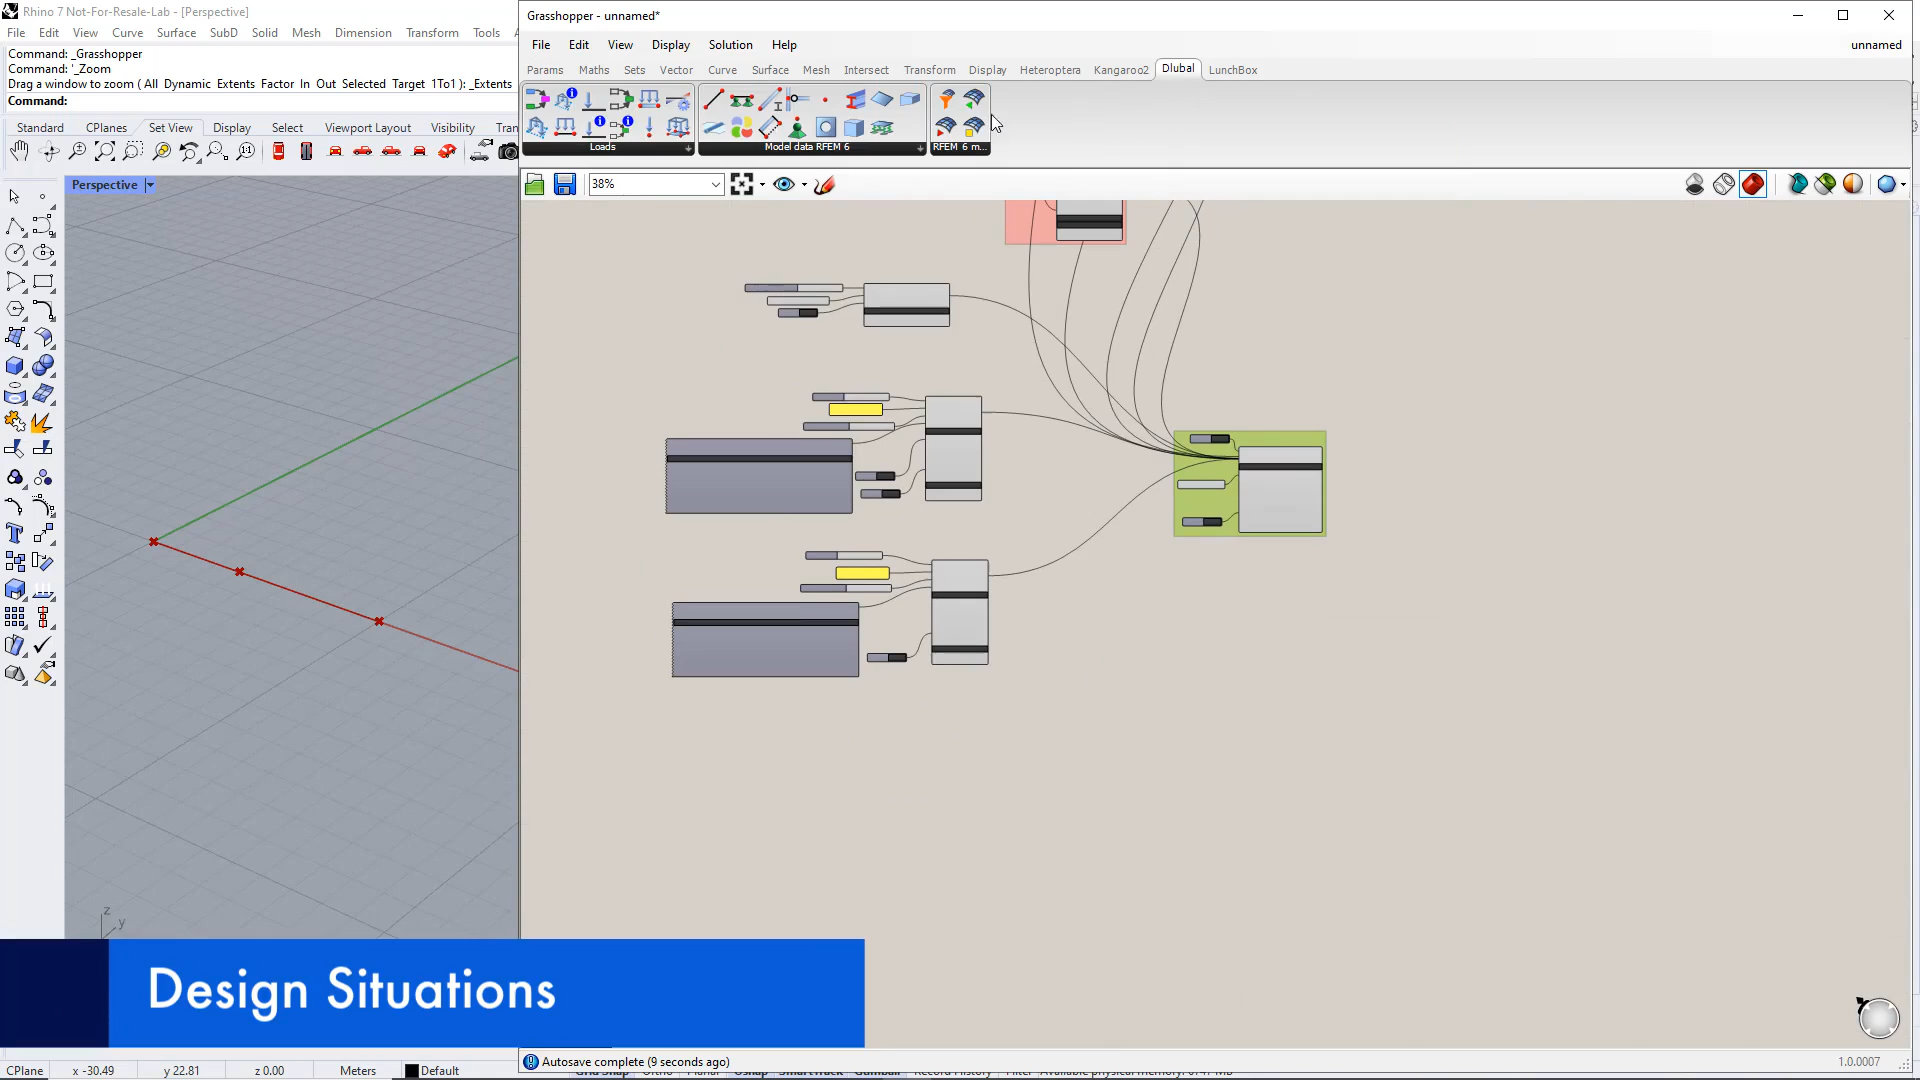 Rhino 7 Not-For-Resale-Lab - [Perspective]
File Edit View Curve Surface SubD Solid Mesh Dimension Transform Tools
Command: _Grasshopper
Command: '_Zoom
Drag a window to zoom ( All Dynamic Extents Factor In Out Selected Target 1To1 ): _Extents
Command:
Standard CPlanes Set View Display Select Viewport Layout Visibility Tran
Perspective
z
y
Grasshopper - unnamed*
File Edit View Display Solution Help
unnamed
Params Maths Sets Vector Curve Surface Mesh Intersect Transform Display Heteroptera Kangaroo2 Dlubal LunchBox
Loads
Model data RFEM 6
RFEM 6 m...
38%
Design Situations
Autosave complete (9 seconds ago)
1.0.0007
CPlane x -30.49 y 22.81 z 0.00 Meters Default